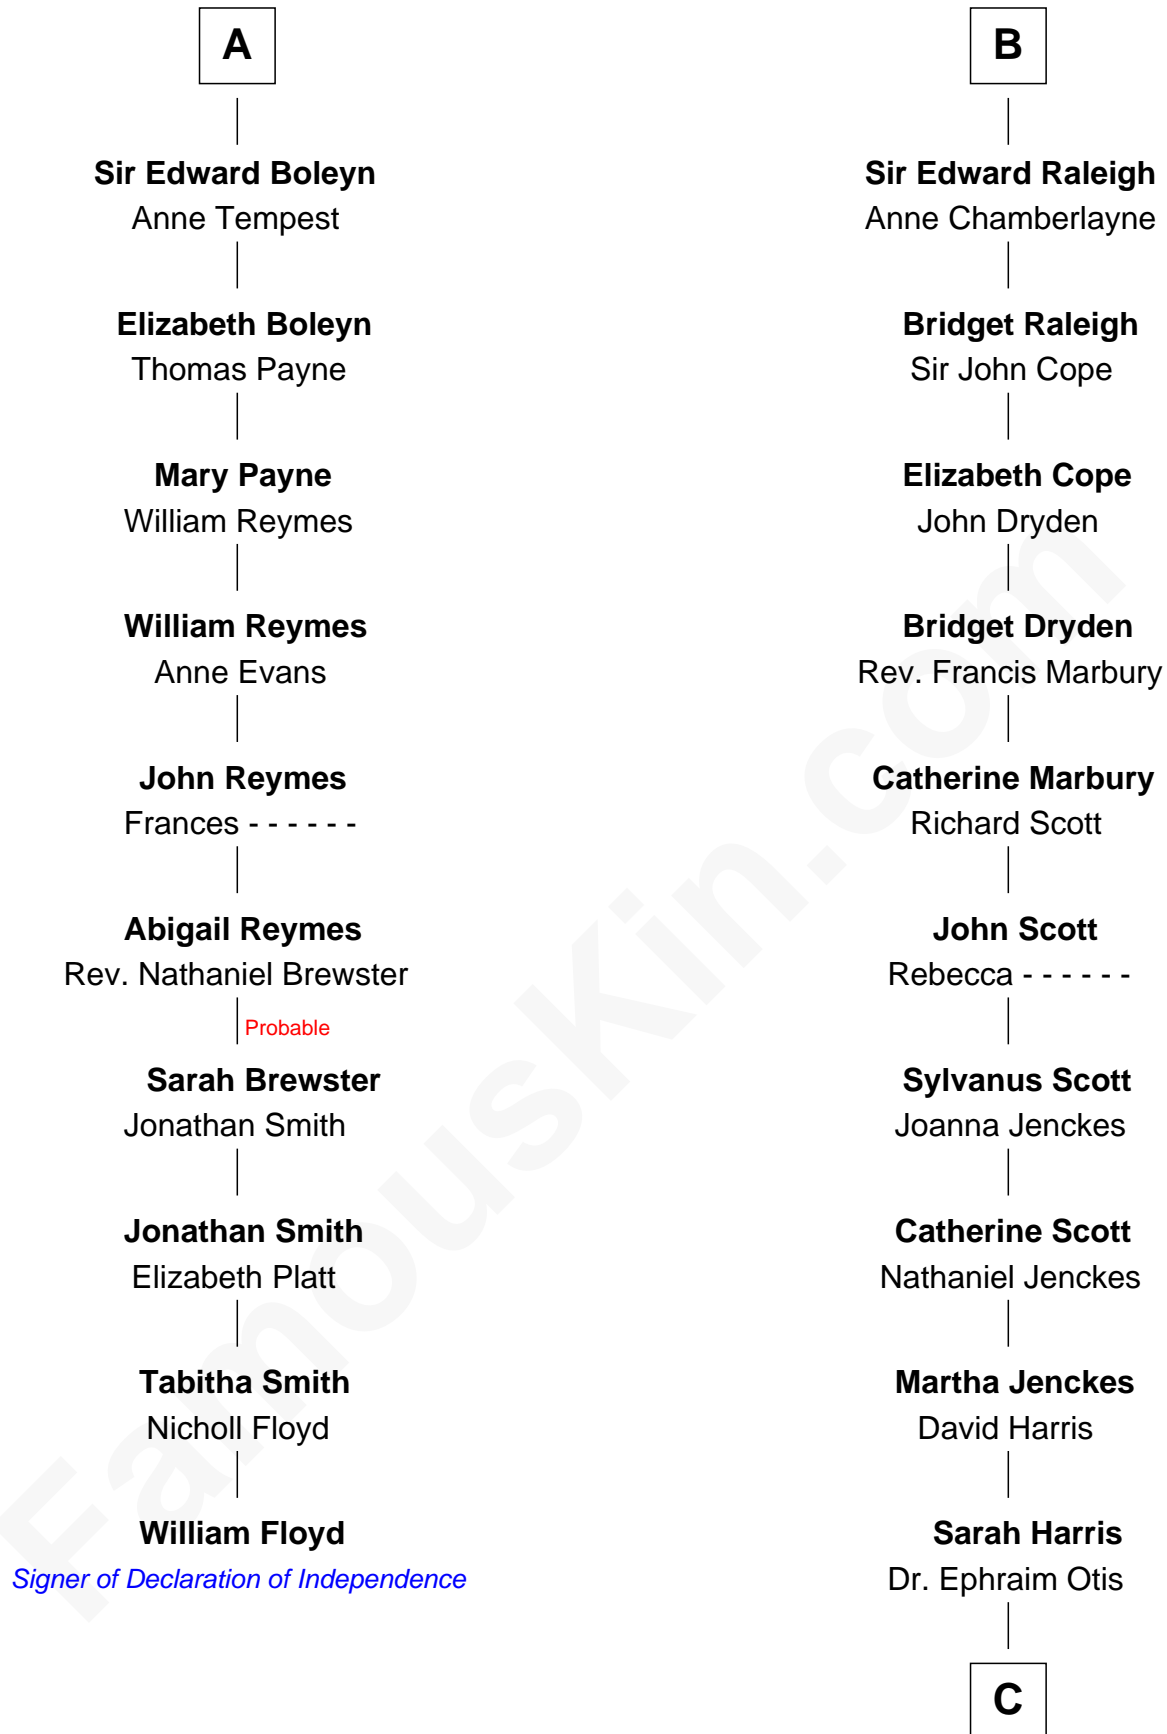 A
Sir Edward Boleyn
Anne Tempest
Elizabeth Boleyn
Thomas Payne
Mary Payne
William Reymes
William Reymes
Anne Evans
John Reymes
Frances - - - - - -
Abigail Reymes
Rev. Nathaniel Brewster
Probable
Sarah Brewster
Jonathan Smith
Jonathan Smith
Elizabeth Platt
Tabitha Smith
Nicholl Floyd
William Floyd
Signer of Declaration of Independence
B
Sir Edward Raleigh
Anne Chamberlayne
Bridget Raleigh
Sir John Cope
Elizabeth Cope
John Dryden
Bridget Dryden
Rev. Francis Marbury
Catherine Marbury
Richard Scott
John Scott
Rebecca - - - - - -
Sylvanus Scott
Joanna Jenckes
Catherine Scott
Nathaniel Jenckes
Martha Jenckes
David Harris
Sarah Harris
Dr. Ephraim Otis
C
FamousKin.com